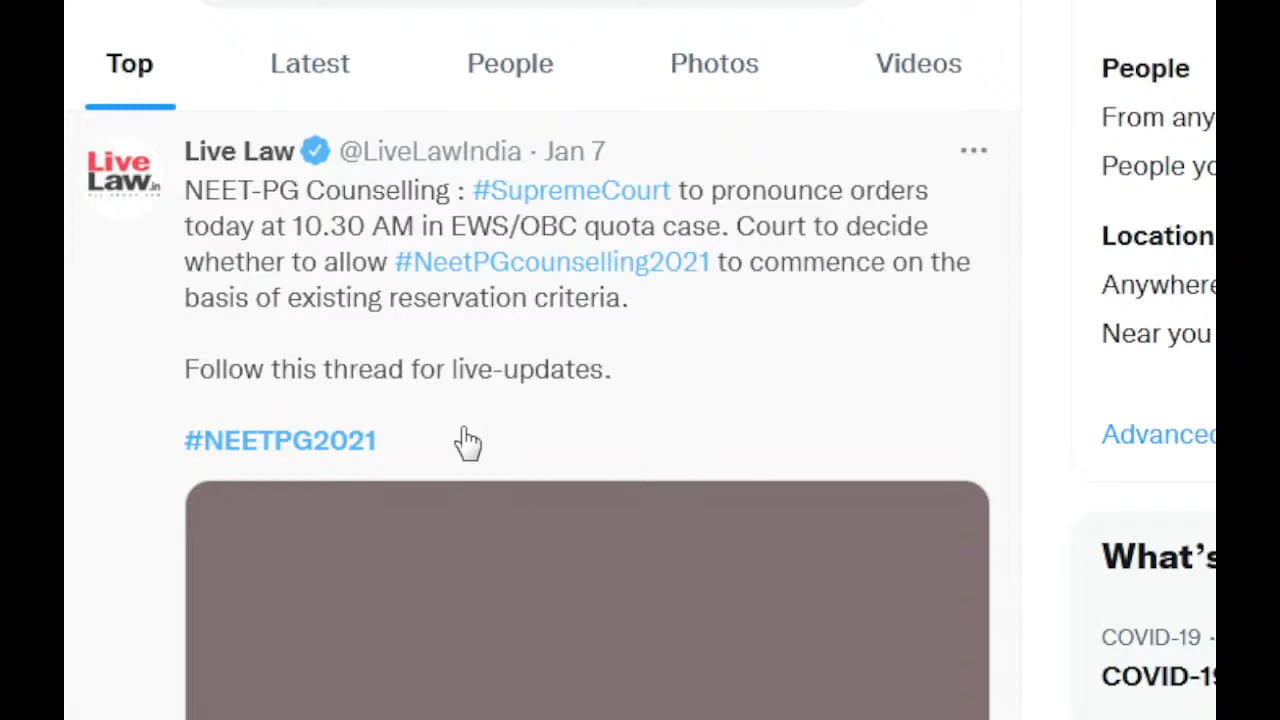 Top
Latest
People
Photos
Videos
Live Law @LiveLawIndia · Jan 7
Live
Law.in
NEET-PG Counselling : #SupremeCourt to pronounce orders
today at 10.30 AM in EWS/OBC quota case. Court to decide
whether to allow #NeetPGcounselling2021 to commence on the
basis of existing reservation criteria.
Follow this thread for live-updates.
#NEETPG2021
People
From any
People yo
Location
Anywhere
Near you
Advanced
What's
COVID-19 ·
COVID-19